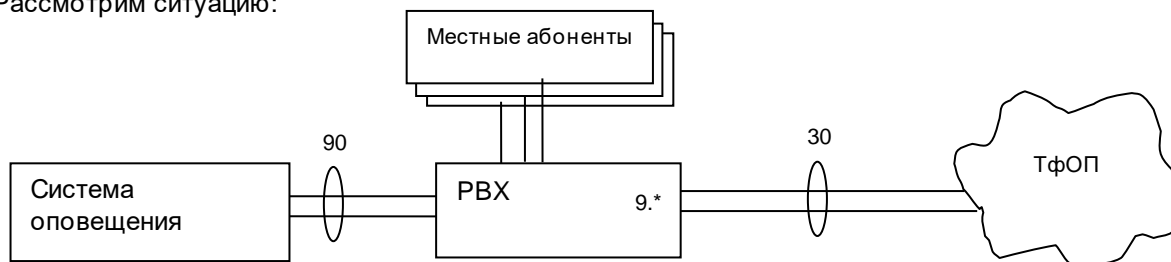 Рассмотрим ситуацию:
Местные абоненты
90
30
Система
оповещения
PBX
9.*
ТфОП